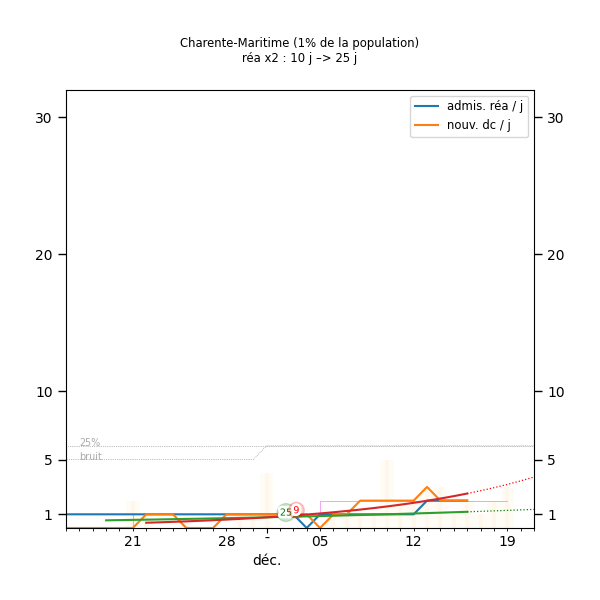 Charente-Maritime (1% de la population)
réa x2 : 10 j –> 25 j
admis. réa / j
nouv. dc / j
30 30
20 20
10 10
25%
bruit
5 5
25 9
1 1
21 28 - 05 12 19
déc.